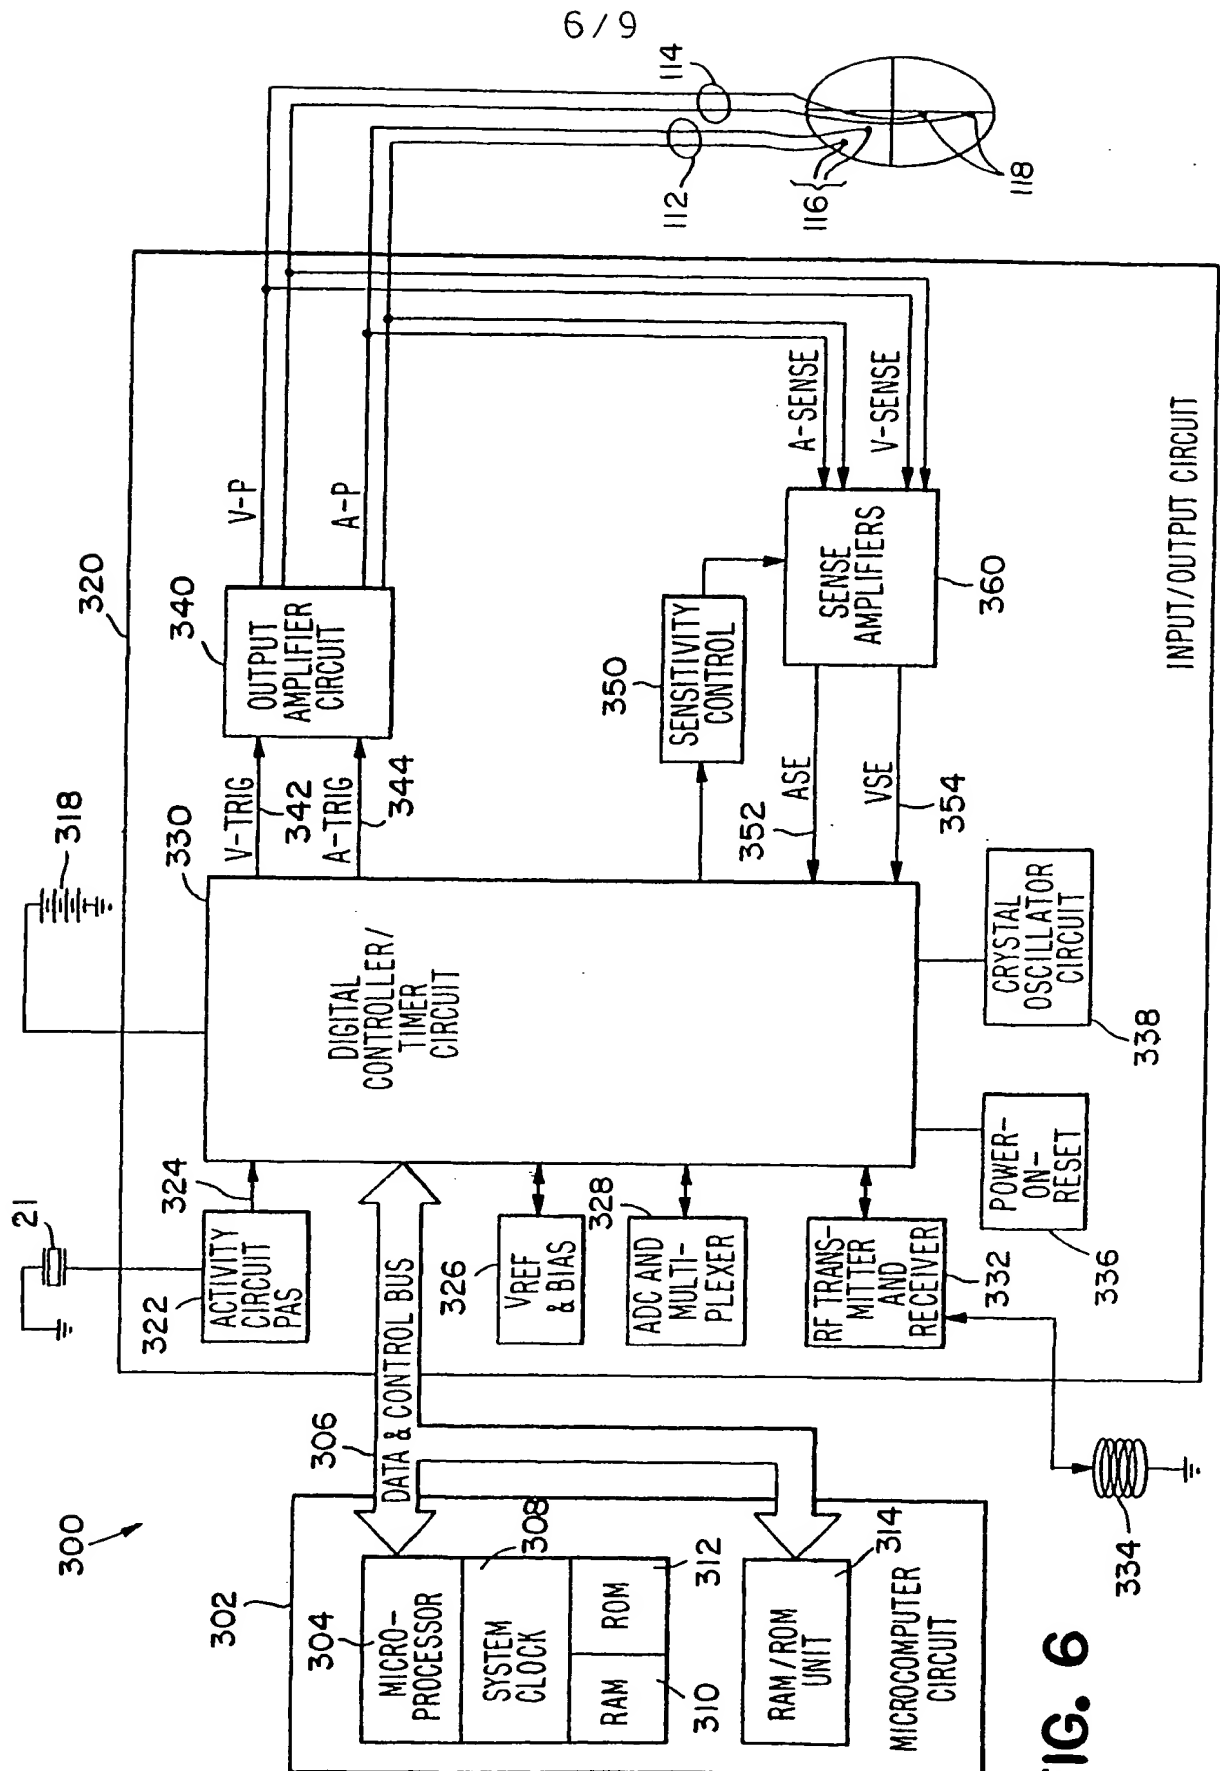 6/9
300
302
304
MICRO-
PROCESSOR
SYSTEM
CLOCK
308
RAM
310
ROM
312
RAM/ROM
UNIT
314
MICROCOMPUTER
CIRCUIT
306
DATA & CONTROL BUS
21
322
ACTIVITY
CIRCUIT
PAS
324
326
VREF
& BIAS
328
ADC AND
MULTI-
PLEXER
RF TRANS-
MITTER
AND
RECEIVER
332
334
POWER-
ON-
RESET
336
CRYSTAL
OSCILLATOR
CIRCUIT
338
318
320
330
DIGITAL
CONTROLLER/
TIMER
CIRCUIT
V-TRIG
342
A-TRIG
344
340
OUTPUT
AMPLIFIER
CIRCUIT
V-P
A-P
350
SENSITIVITY
CONTROL
352
ASE
VSE
354
SENSE
AMPLIFIERS
360
A-SENSE
V-SENSE
INPUT/OUTPUT CIRCUIT
112
114
116
118
FIG. 6